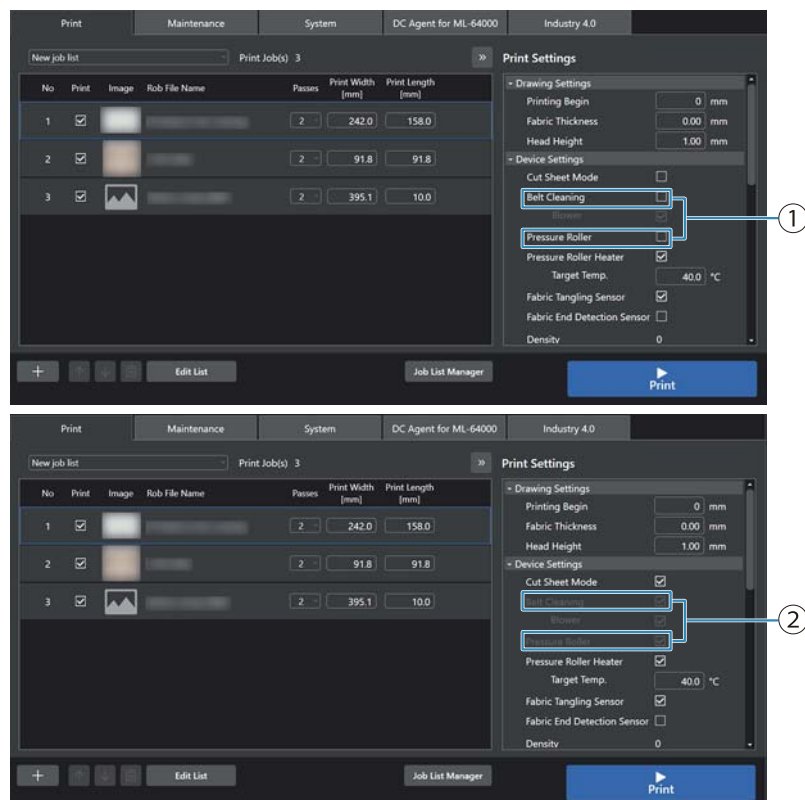 Print Maintenance System DC Agent for ML-64000 Industry 4.0
New job list Print Job(s) 3 » Print Settings
No Print Image Rob File Name Passes Print Width [mm] Print Length [mm]
1 2 242.0 158.0
2 2 91.8 91.8
3 2 395.1 10.0
Drawing Settings
Printing Begin 0 mm
Fabric Thickness 0.00 mm
Head Height 1.00 mm
Device Settings
Cut Sheet Mode
Belt Cleaning
Blower
Pressure Roller
Pressure Roller Heater
Target Temp. 40.0 °C
Fabric Tangling Sensor
Fabric End Detection Sensor
Density 0
+ Edit List Job List Manager Print
①
Print Maintenance System DC Agent for ML-64000 Industry 4.0
New job list Print Job(s) 3 » Print Settings
No Print Image Rob File Name Passes Print Width [mm] Print Length [mm]
1 2 242.0 158.0
2 2 91.8 91.8
3 2 395.1 10.0
Drawing Settings
Printing Begin 0 mm
Fabric Thickness 0.00 mm
Head Height 1.00 mm
Device Settings
Cut Sheet Mode
Belt Cleaning
Blower
Pressure Roller
Pressure Roller Heater
Target Temp. 40.0 °C
Fabric Tangling Sensor
Fabric End Detection Sensor
Density 0
+ Edit List Job List Manager Print
②